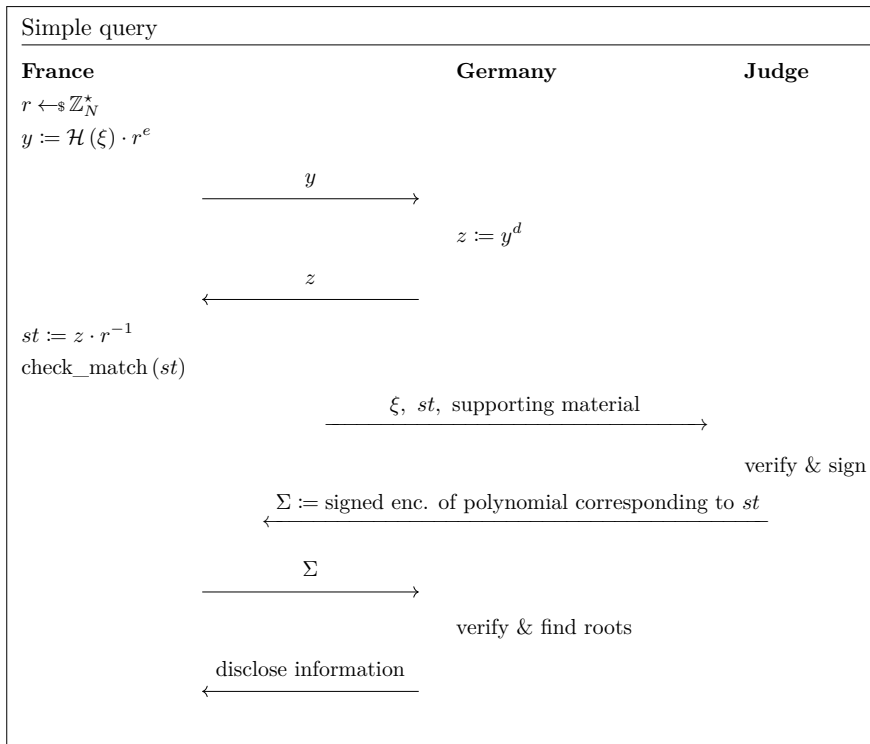 Simple query
France Germany Judge
r ←$ ℤ_N^⋆
y := ℋ (ξ) · r^e
y
z := y^d
z
st := z · r^{-1}
check_match (st)
ξ, st, supporting material
verify & sign
Σ := signed enc. of polynomial corresponding to st
Σ
verify & find roots
disclose information